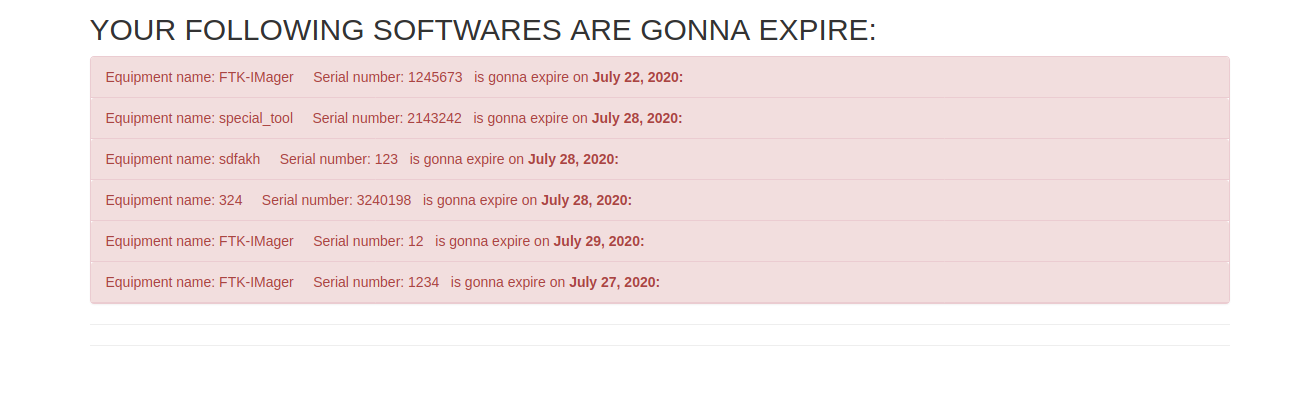 YOUR FOLLOWING SOFTWARES ARE GONNA EXPIRE:
Equipment name: FTK-IMager Serial number: 1245673 is gonna expire on July 22, 2020:
Equipment name: special_tool Serial number: 2143242 is gonna expire on July 28, 2020:
Equipment name: sdfakh Serial number: 123 is gonna expire on July 28, 2020:
Equipment name: 324 Serial number: 3240198 is gonna expire on July 28, 2020:
Equipment name: FTK-IMager Serial number: 12 is gonna expire on July 29, 2020:
Equipment name: FTK-IMager Serial number: 1234 is gonna expire on July 27, 2020: